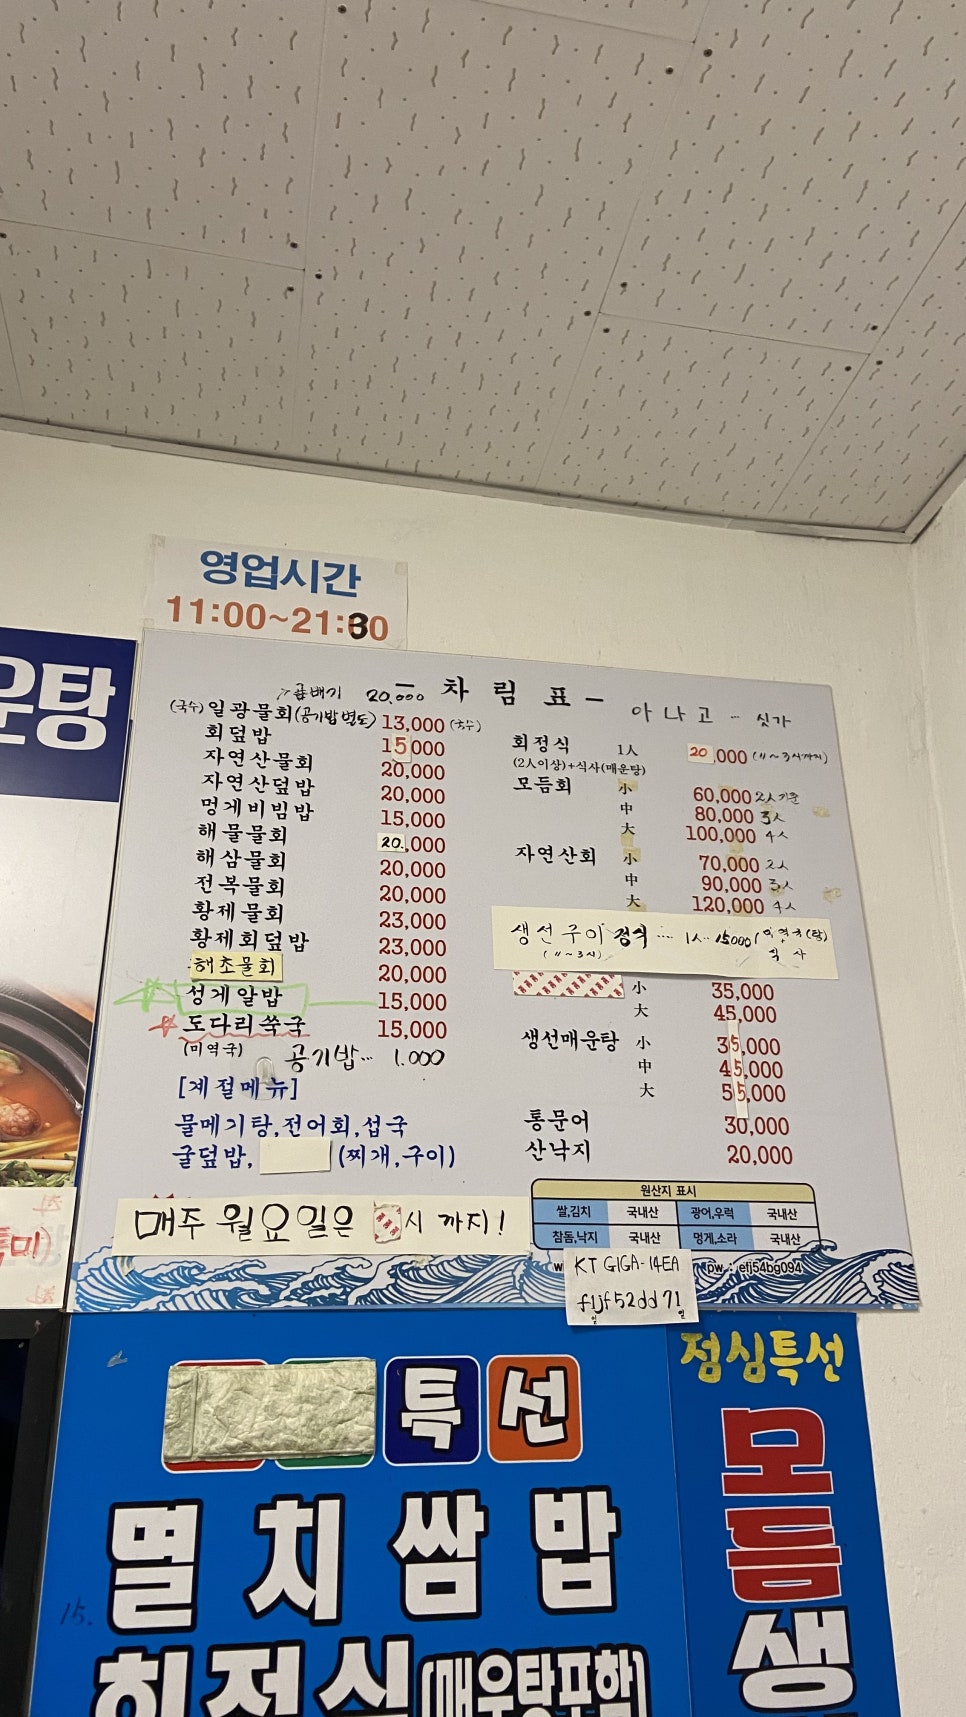 영업시간
11:00~21:30
우탕
- 차 림 표 -
곱배기 20,000
(국수) 일광물회(공기밥별도) 13,000 (국수)
회덮밥 15000
자연산물회 20,000
자연산덮밥 20,000
멍게비빔밥 15,000
해물물회 20.,000
해삼물회 20,000
전복물회 20,000
황제물회 23,000
황제회덮밥 23,000
해초물회 20,000
성게알밥 15,000
도다리쑥국 15,000
(미역국) 공기밥... 1.000
[계절메뉴]
물메기탕,전어회,섭국
굴덮밥, (찌개,구이)
매주 월요일은 시 까지!
아나고 ... 싯가
회정식 1人 20,000 (11~3시까지)
(2人이상)+식사(매운탕)
모듬회 小 60,000 2人기준
中 80,000 3人
大 100,000 4人
자연산회 小 70,000 2人
中 90,000 3人
大 120,000 4人
생선구이 정식 .... 1人.. 15000 (미역국(탕)
(11~3시) + 식사
小 35,000
大 45,000
생선매운탕 小 35,000
中 45,000
大 55,000
통문어 30,000
산낙지 20,000
원산지 표시
쌀,김치 국내산 광어,우럭 국내산
참돔,낙지 국내산 멍게,소라 국내산
w pw : efj54bg094
KT GIGA-14EA
f1jf52dd71
일 일
특선
멸치쌈밥
15.
회정식(매운탕포함)
점심특선
모듬생
특미)